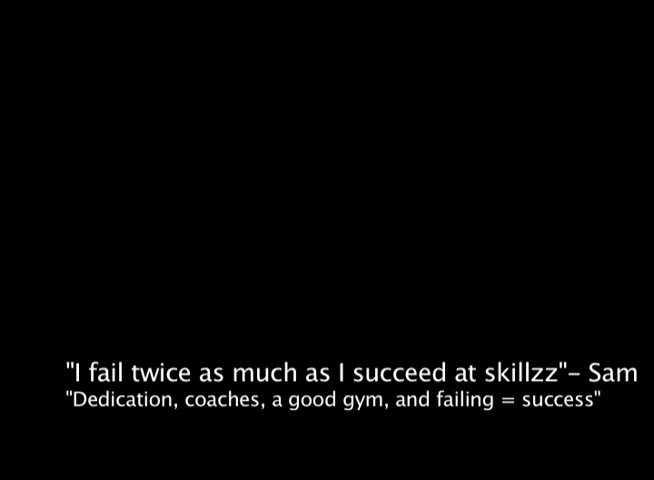 "I fail twice as much as I succeed at skillzz"- Sam
"Dedication, coaches, a good gym, and failing = success"